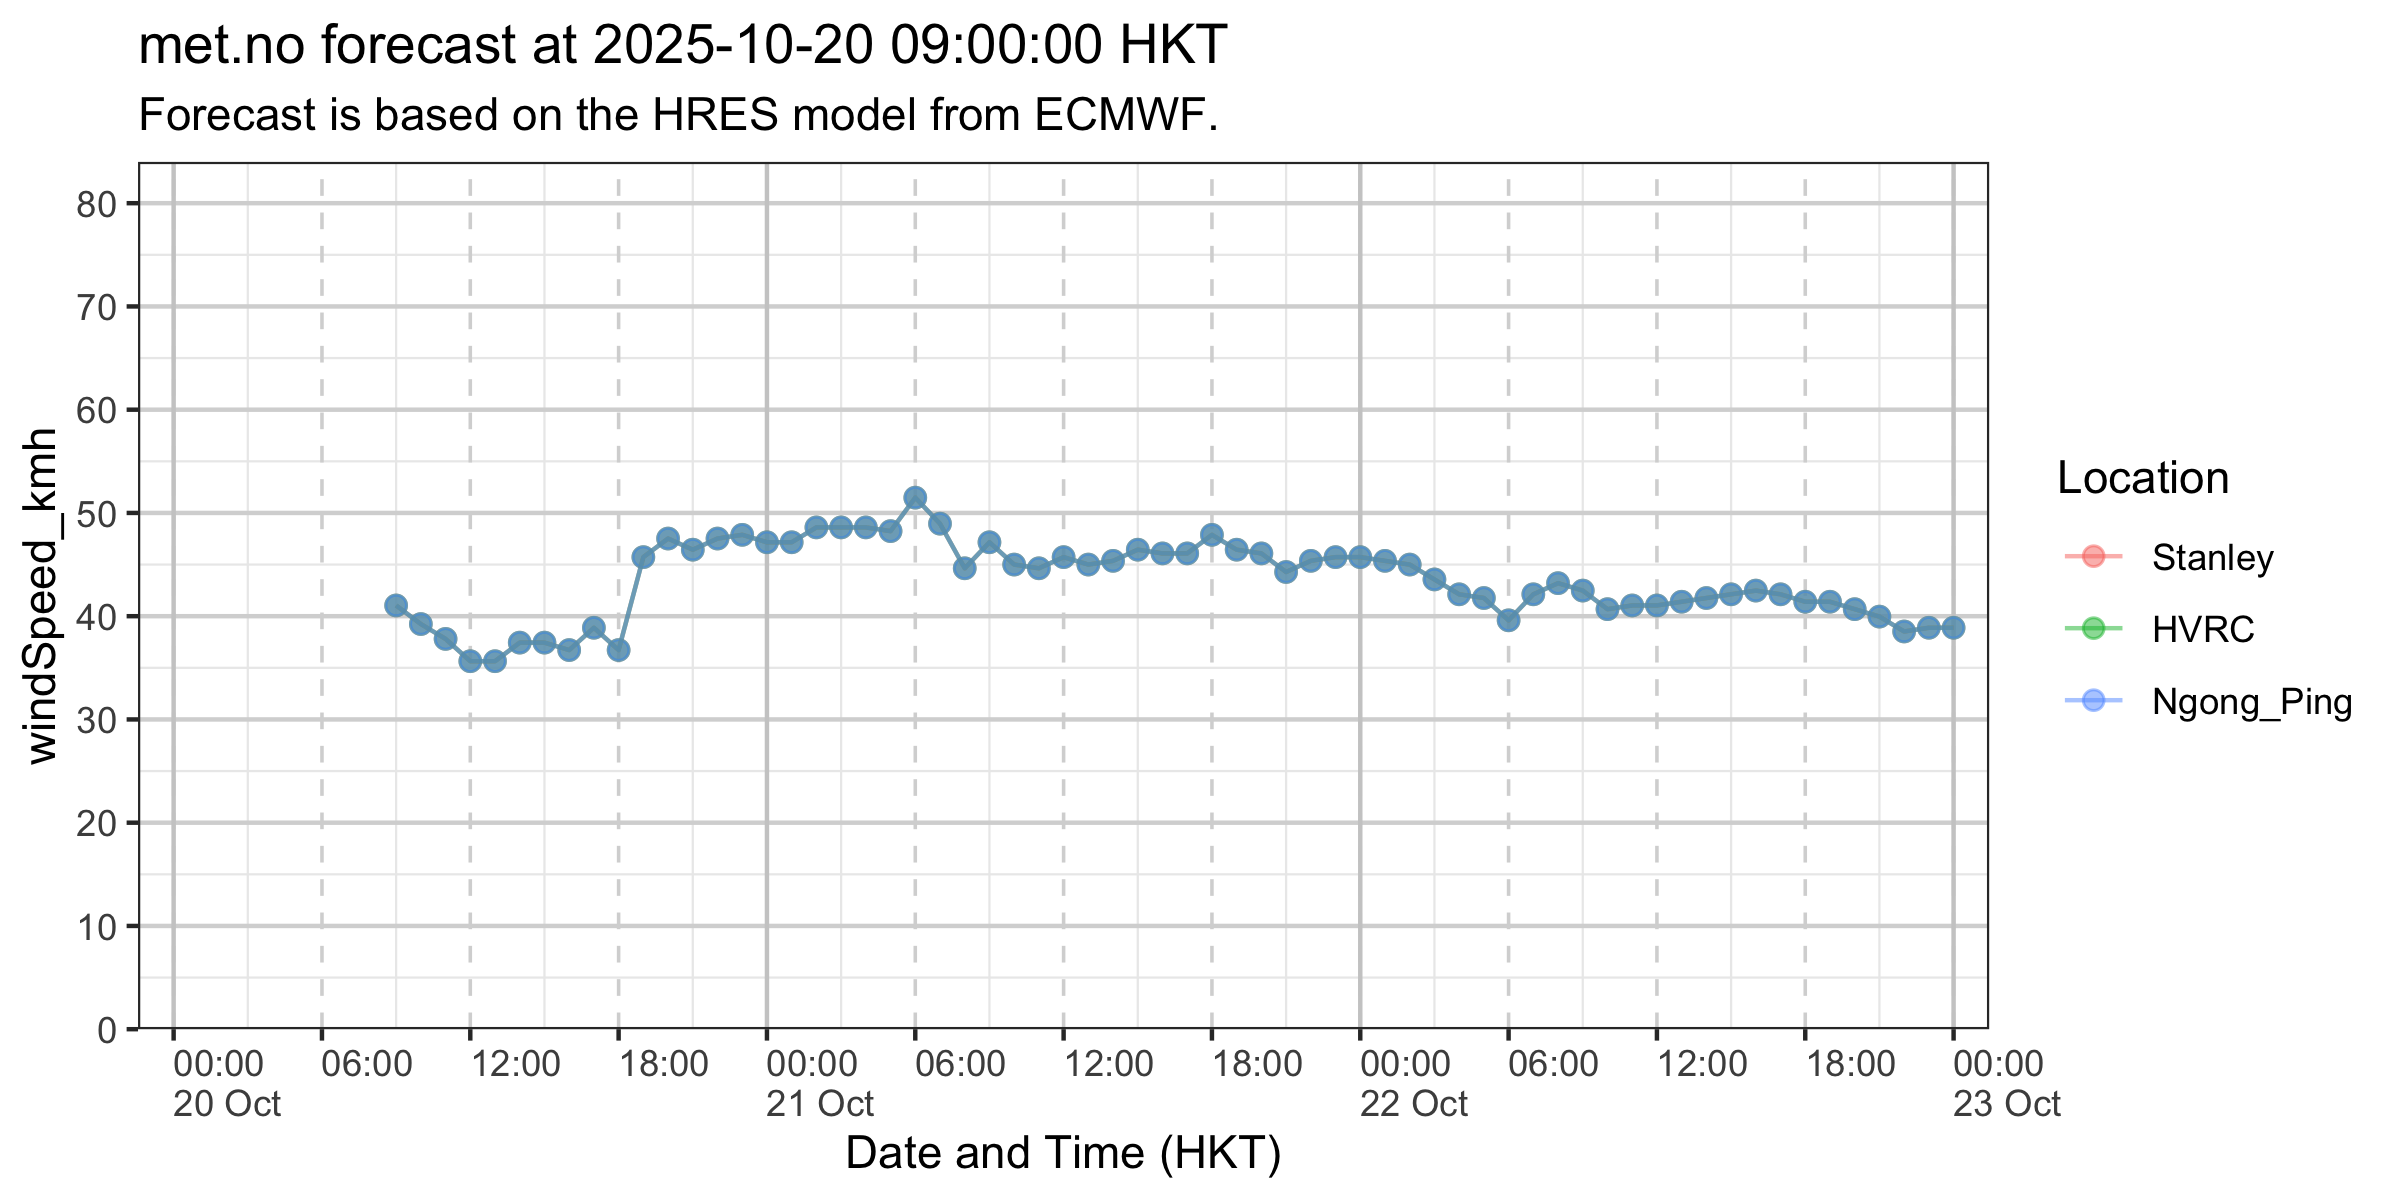 met.no forecast at 2025-10-20 09:00:00 HKT
Forecast is based on the HRES model from ECMWF.
windSpeed_kmh
80
70
60
50
40
30
20
10
0
00:00 06:00 12:00 18:00 00:00 06:00 12:00 18:00 00:00 06:00 12:00 18:00 00:00
20 Oct 21 Oct 22 Oct 23 Oct
Date and Time (HKT)
Location
Stanley
HVRC
Ngong_Ping